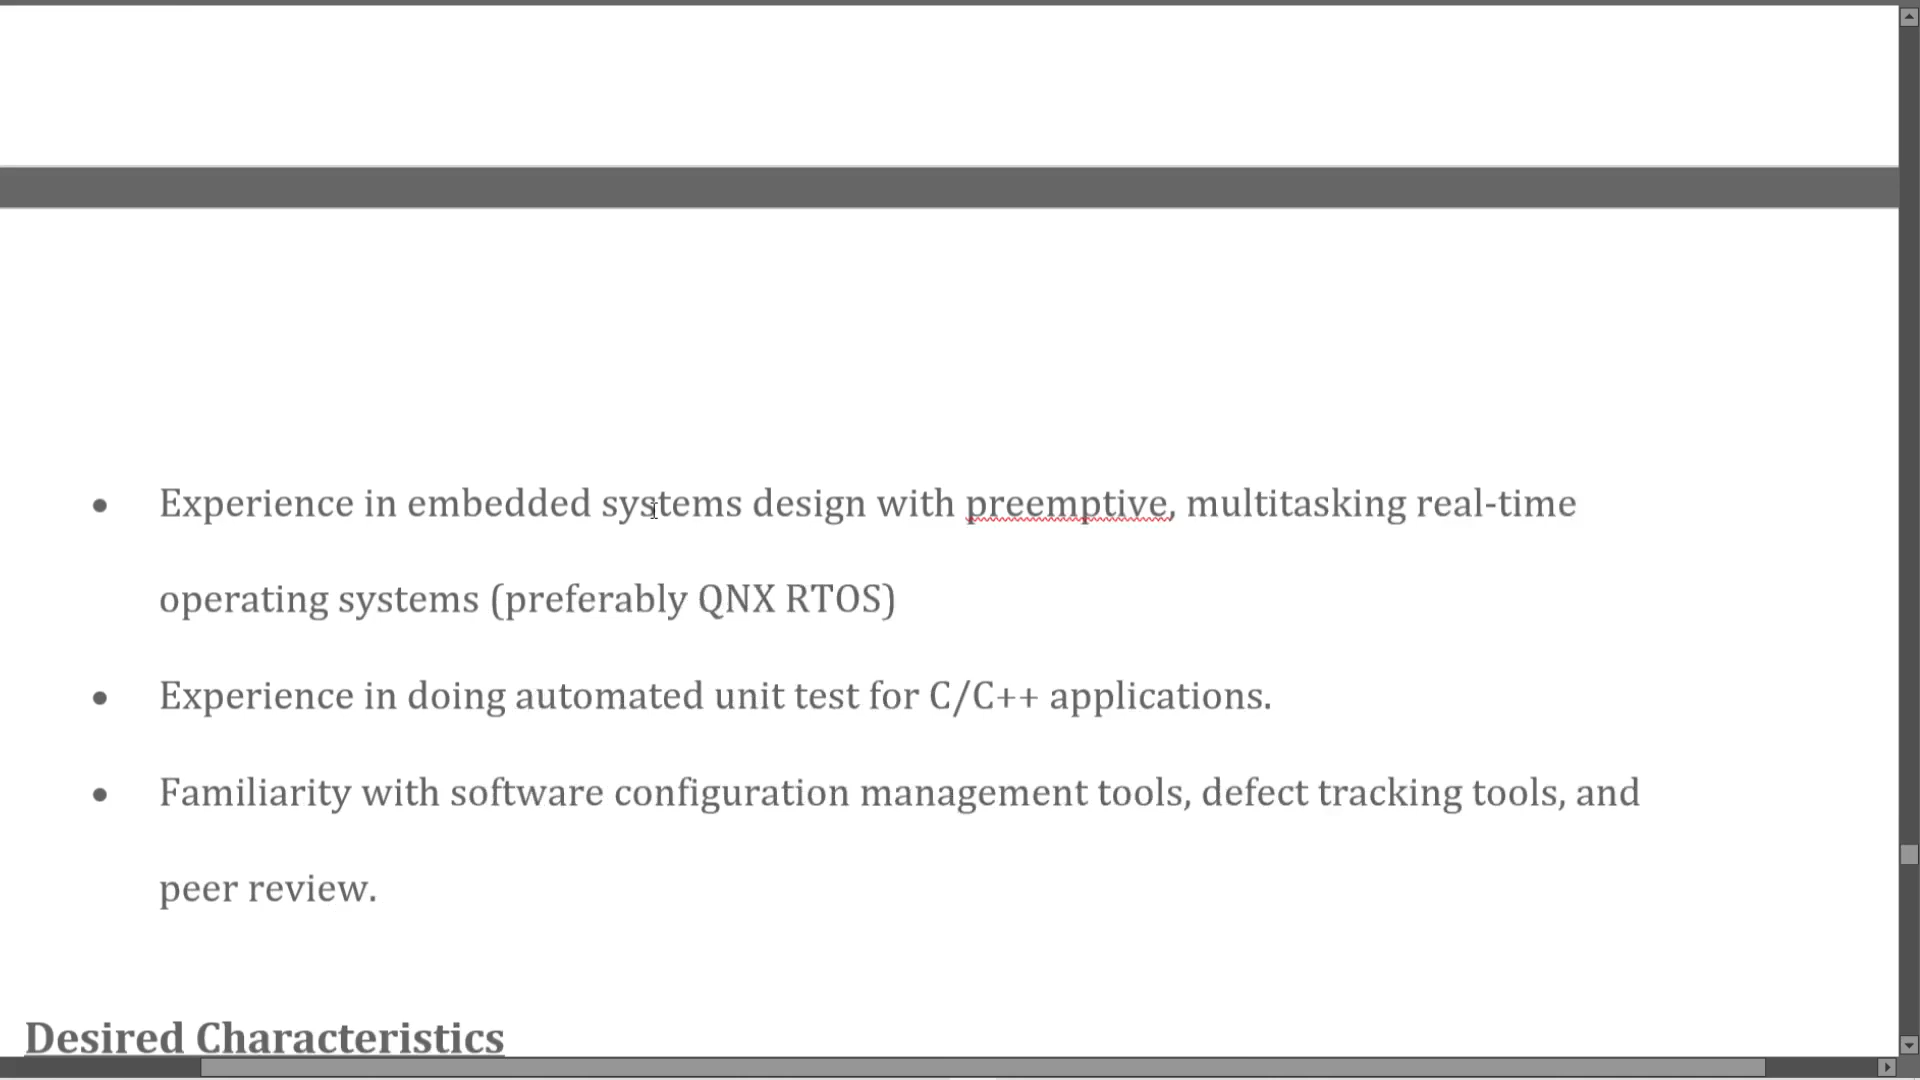 • Experience in embedded systems design with preemptive, multitasking real-time
operating systems (preferably QNX RTOS)
• Experience in doing automated unit test for C/C++ applications.
• Familiarity with software configuration management tools, defect tracking tools, and
peer review.
Desired Characteristics